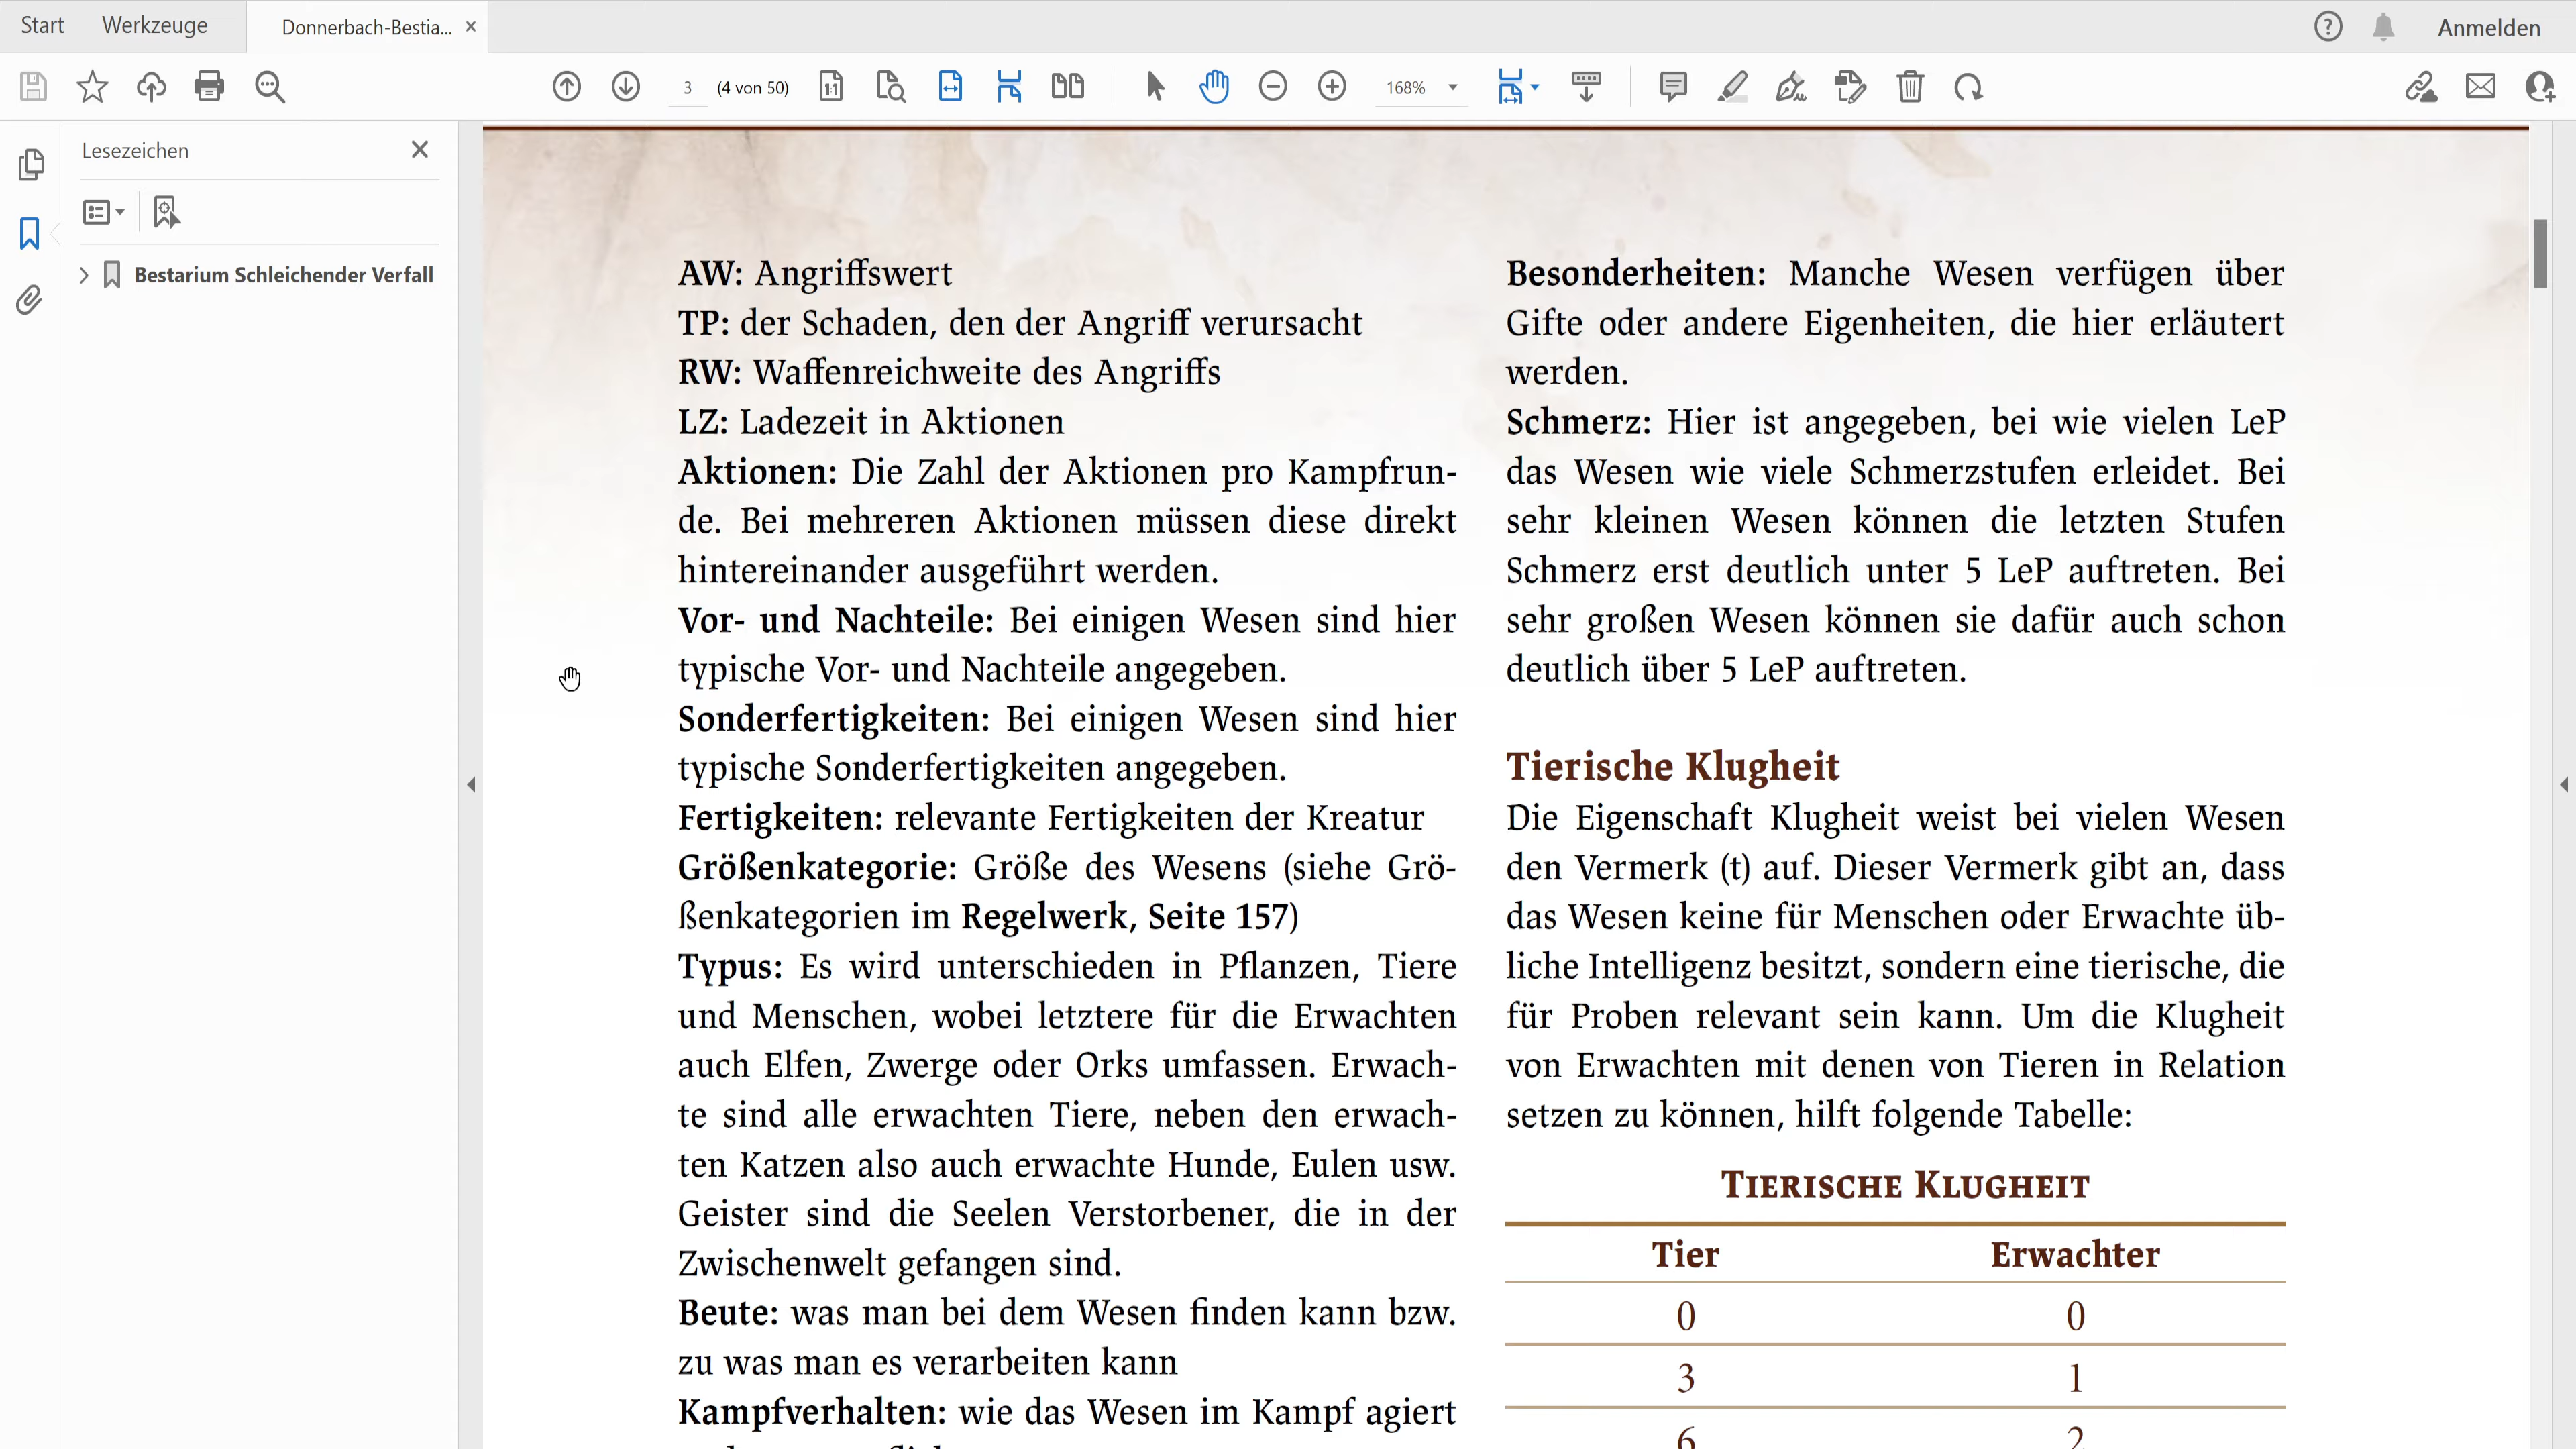 Start Werkzeuge Donnerbach-Bestia... Anmelden
3 (4 von 50) 168%
Lesezeichen
Bestarium Schleichender Verfall
AW: Angriffswert
TP: der Schaden, den der Angriff verursacht
RW: Waffenreichweite des Angriffs
LZ: Ladezeit in Aktionen
Aktionen: Die Zahl der Aktionen pro Kampfrun-
de. Bei mehreren Aktionen müssen diese direkt
hintereinander ausgeführt werden.
Vor- und Nachteile: Bei einigen Wesen sind hier
typische Vor- und Nachteile angegeben.
Sonderfertigkeiten: Bei einigen Wesen sind hier
typische Sonderfertigkeiten angegeben.
Fertigkeiten: relevante Fertigkeiten der Kreatur
Größenkategorie: Größe des Wesens (siehe Grö-
ßenkategorien im Regelwerk, Seite 157)
Typus: Es wird unterschieden in Pflanzen, Tiere
und Menschen, wobei letztere für die Erwachten
auch Elfen, Zwerge oder Orks umfassen. Erwach-
te sind alle erwachten Tiere, neben den erwach-
ten Katzen also auch erwachte Hunde, Eulen usw.
Geister sind die Seelen Verstorbener, die in der
Zwischenwelt gefangen sind.
Beute: was man bei dem Wesen finden kann bzw.
zu was man es verarbeiten kann
Kampfverhalten: wie das Wesen im Kampf agiert
Besonderheiten: Manche Wesen verfügen über
Gifte oder andere Eigenheiten, die hier erläutert
werden.
Schmerz: Hier ist angegeben, bei wie vielen LeP
das Wesen wie viele Schmerzstufen erleidet. Bei
sehr kleinen Wesen können die letzten Stufen
Schmerz erst deutlich unter 5 LeP auftreten. Bei
sehr großen Wesen können sie dafür auch schon
deutlich über 5 LeP auftreten.
Tierische Klugheit
Die Eigenschaft Klugheit weist bei vielen Wesen
den Vermerk (t) auf. Dieser Vermerk gibt an, dass
das Wesen keine für Menschen oder Erwachte üb-
liche Intelligenz besitzt, sondern eine tierische, die
für Proben relevant sein kann. Um die Klugheit
von Erwachten mit denen von Tieren in Relation
setzen zu können, hilft folgende Tabelle:
Tierische Klugheit
Tier Erwachter
0 0
3 1
6 2